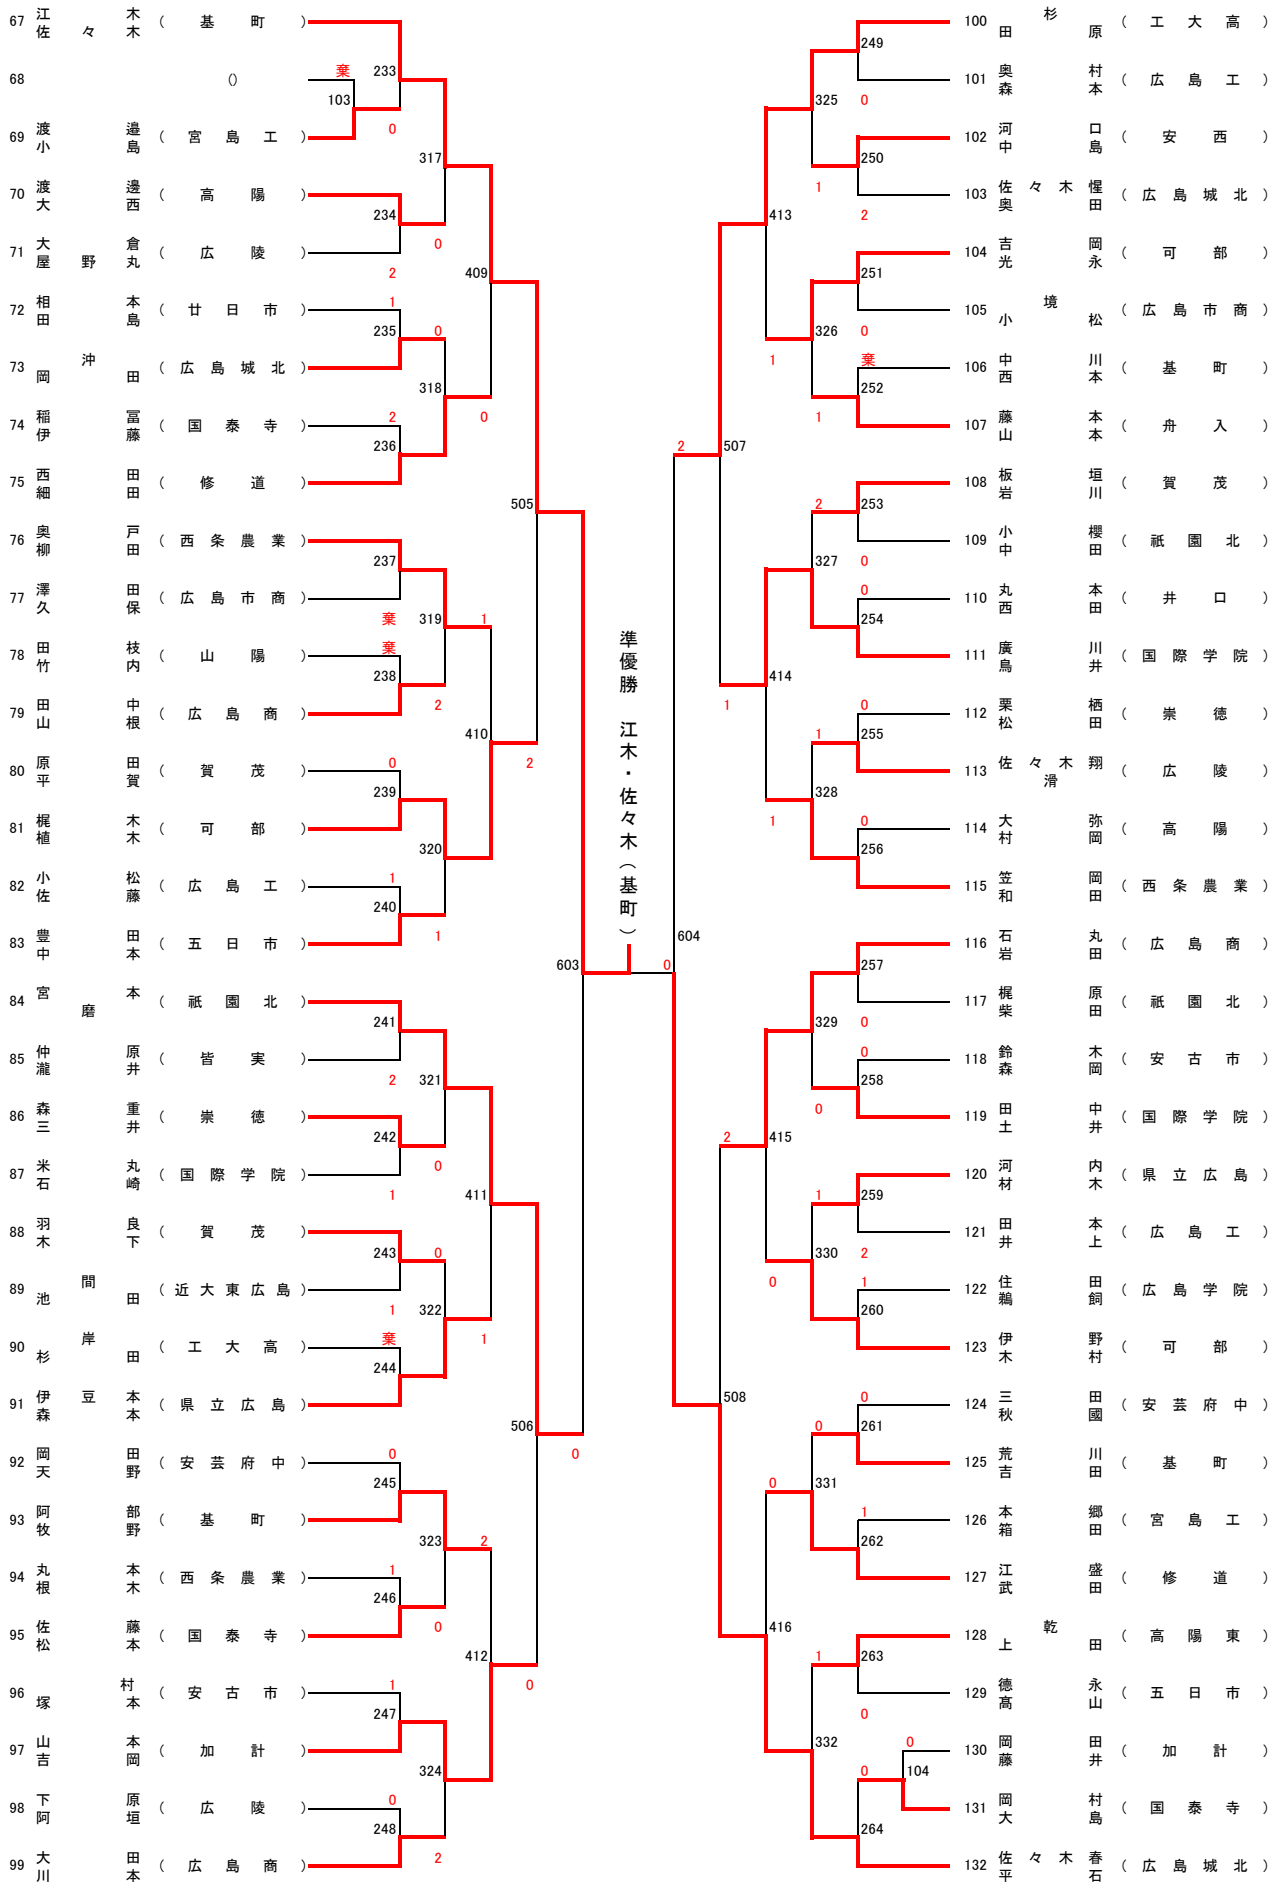 67 江木 佐々木 (基町)
68 ()
69 渡邉 小島 (宮島工)
70 渡邊 大西 (高陽)
71 大倉 屋野丸 (広陵)
72 相本 田島 (廿日市)
73 沖 岡田 (広島城北)
74 稲冨 伊藤 (国泰寺)
75 西田 細田 (修道)
76 奥戸 柳田 (西条農業)
77 澤田 久保 (広島市商)
78 田枝 竹内 (山陽)
79 田中 山根 (広島商)
80 原田 平賀 (賀茂)
81 梶木 植木 (可部)
82 小松 佐藤 (広島工)
83 豊田 中本 (五日市)
84 宮本 磨 (祇園北)
85 仲原 瀧井 (皆実)
86 森重 三井 (崇徳)
87 米丸 石崎 (国際学院)
88 羽良 木下 (賀茂)
89 間 池田 (近大東広島)
90 岸 杉田 (工大高)
91 伊豆本 森本 (県立広島)
92 岡田 天野 (安芸府中)
93 阿部 牧野 (基町)
94 丸本 根木 (西条農業)
95 佐藤 松本 (国泰寺)
96 村 塚本 (安古市)
97 山本 吉岡 (加計)
98 下原 阿垣 (広陵)
99 大田 川本 (広島商)
棄 103 233 0
317 234 2 0
409 1 235 0
318 2 236 0
505
237 棄 319 1
棄 238 2
410 2
0 239
320 1 240 1
603
241 2 321
242 1 0
411
243 1 0
322 棄 244 1
506 0
0 245
323 2
1 246 0
412 0
1 247
324
0 248 2
準優勝 江木・佐々木(基町)
100 杉 田原 (工大高)
101 奥村 森本 (広島工)
102 河口 中島 (安西)
103 佐々木惺 奥田 (広島城北)
104 吉岡 光永 (可部)
105 境 小松 (広島市商)
106 中川 西本 (基町)
107 藤本 山本 (舟入)
108 板垣 岩川 (賀茂)
109 小櫻 中田 (祇園北)
110 丸本 西田 (井口)
111 廣川 鳥井 (国際学院)
112 栗栖 松田 (崇徳)
113 佐々木翔 滑 (広陵)
114 大弥 村岡 (高陽)
115 笠岡 和田 (西条農業)
116 石丸 岩田 (広島商)
117 梶原 柴田 (祇園北)
118 鈴木 森岡 (安古市)
119 田中 土井 (国際学院)
120 河内 材木 (県立広島)
121 田本 井上 (広島工)
122 住田 鵜飼 (広島学院)
123 伊野 木村 (可部)
124 三田 秋國 (安芸府中)
125 荒川 吉田 (基町)
126 本郷 箱田 (宮島工)
127 江盛 武田 (修道)
128 乾 上田 (高陽東)
129 徳永 高山 (五日市)
130 岡田 藤井 (加計)
131 岡村 大島 (国泰寺)
132 佐々木春 平石 (広島城北)
249 0
325
250 2 1
413
251 0
326 1
棄 252 1
2 507
253 0 2
327
0 254
414 1
0 255 1
328 1
0 256
604 0
257 0
329
0 258 0
415 2
259 2 1
330 0
1 260
508
0 261 0
331 0
1 262
416
263 0 1
332
0 104
0 264